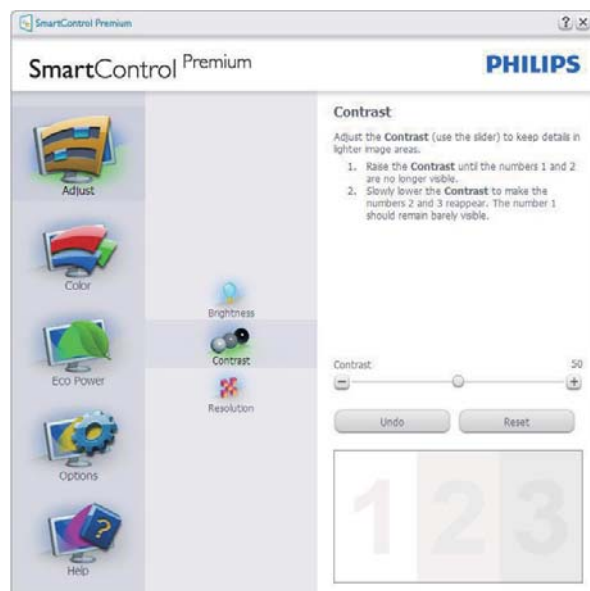 SmartControl Premium
SmartControl Premium
PHILIPS
Adjust
Color
Eco Power
Options
Help
Brightness
Contrast
Resolution
Contrast
Adjust the Contrast (use the slider) to keep details in
lighter image areas.
1. Raise the Contrast until the numbers 1 and 2
are no longer visible.
2. Slowly lower the Contrast to make the
numbers 2 and 3 reappear. The number 1
should remain barely visible.
Contrast 50
Undo Reset
1 2 3